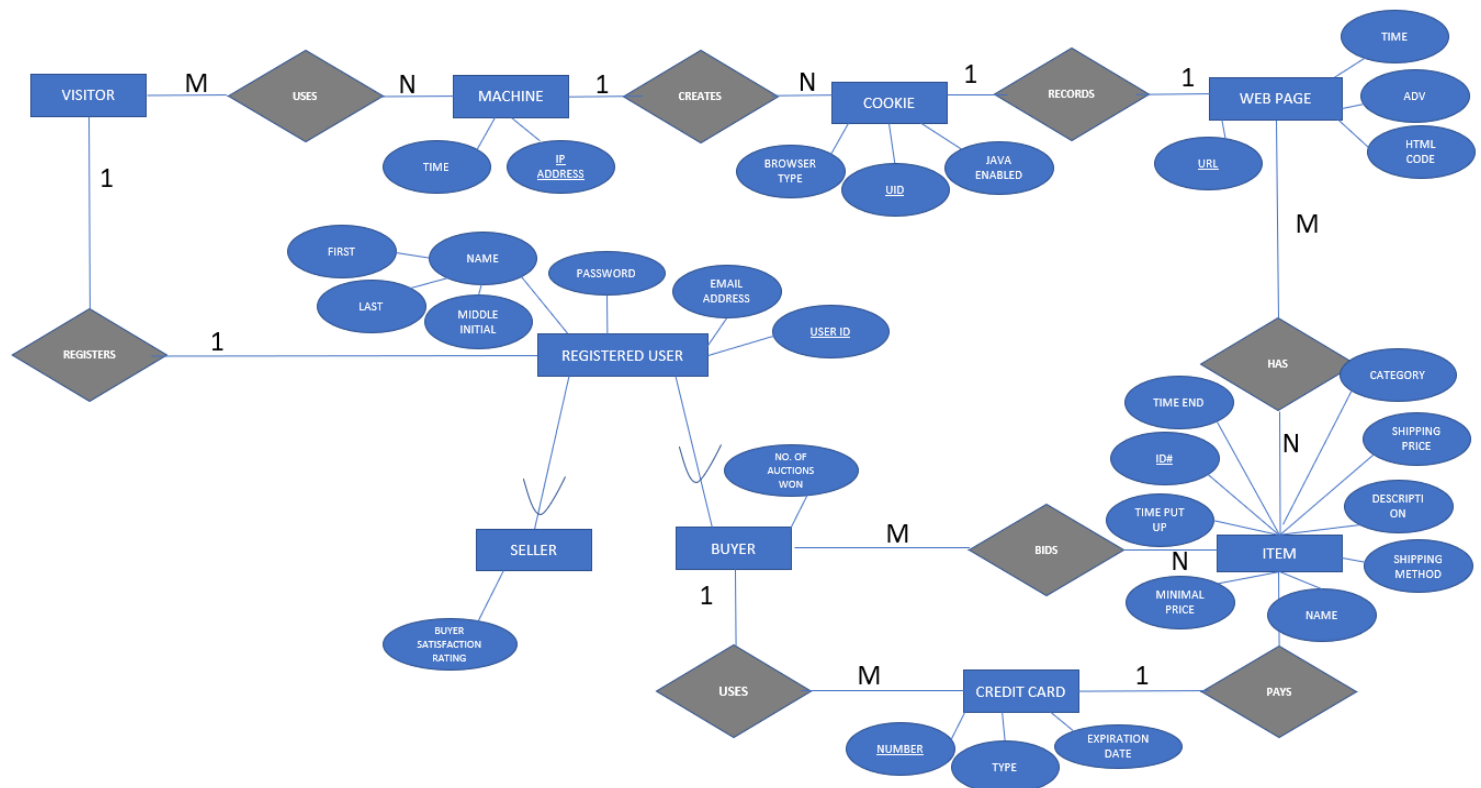 TIME
M
N
1
N
1
1
VISITOR
USES
MACHINE
CREATES
COOKIE
RECORDS
WEB PAGE
ADV
HTML
CODE
TIME
IP
ADDRESS
BROWSER
TYPE
UID
JAVA
ENABLED
URL
1
M
FIRST
NAME
LAST
MIDDLE
INITIAL
PASSWORD
EMAIL
ADDRESS
USER ID
REGISTERS
1
REGISTERED USER
HAS
CATEGORY
TIME END
N
SHIPPING
PRICE
ID#
NO. OF
AUCTIONS
WON
TIME PUT
UP
DESCRIPTI
ON
SELLER
BUYER
M
BIDS
N
ITEM
SHIPPING
METHOD
MINIMAL
PRICE
NAME
1
BUYER
SATISFACTION
RATING
USES
M
CREDIT CARD
1
PAYS
NUMBER
TYPE
EXPIRATION
DATE